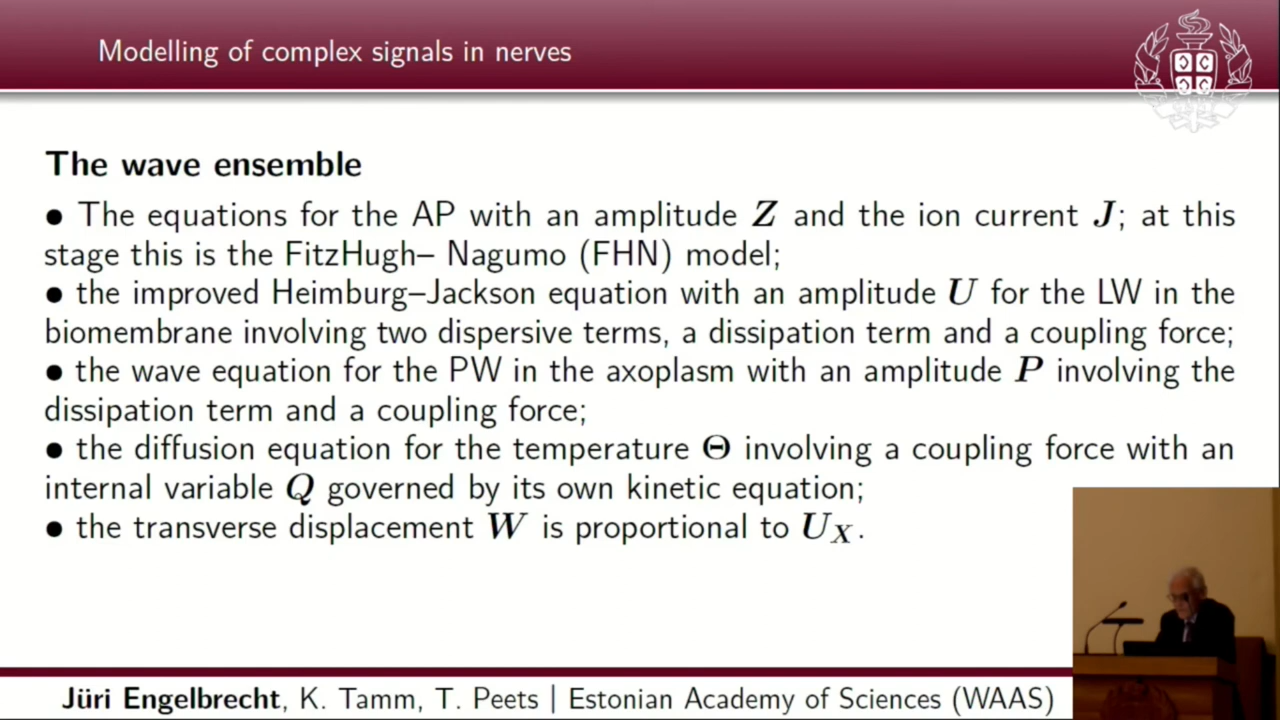 Modelling of complex signals in nerves
The wave ensemble
● The equations for the AP with an amplitude Z and the ion current J; at this
stage this is the FitzHugh– Nagumo (FHN) model;
● the improved Heimburg–Jackson equation with an amplitude U for the LW in the
biomembrane involving two dispersive terms, a dissipation term and a coupling force;
● the wave equation for the PW in the axoplasm with an amplitude P involving the
dissipation term and a coupling force;
● the diffusion equation for the temperature Θ involving a coupling force with an
internal variable Q governed by its own kinetic equation;
● the transverse displacement W is proportional to U_X.
Jüri Engelbrecht, K. Tamm, T. Peets | Estonian Academy of Sciences (WAAS)